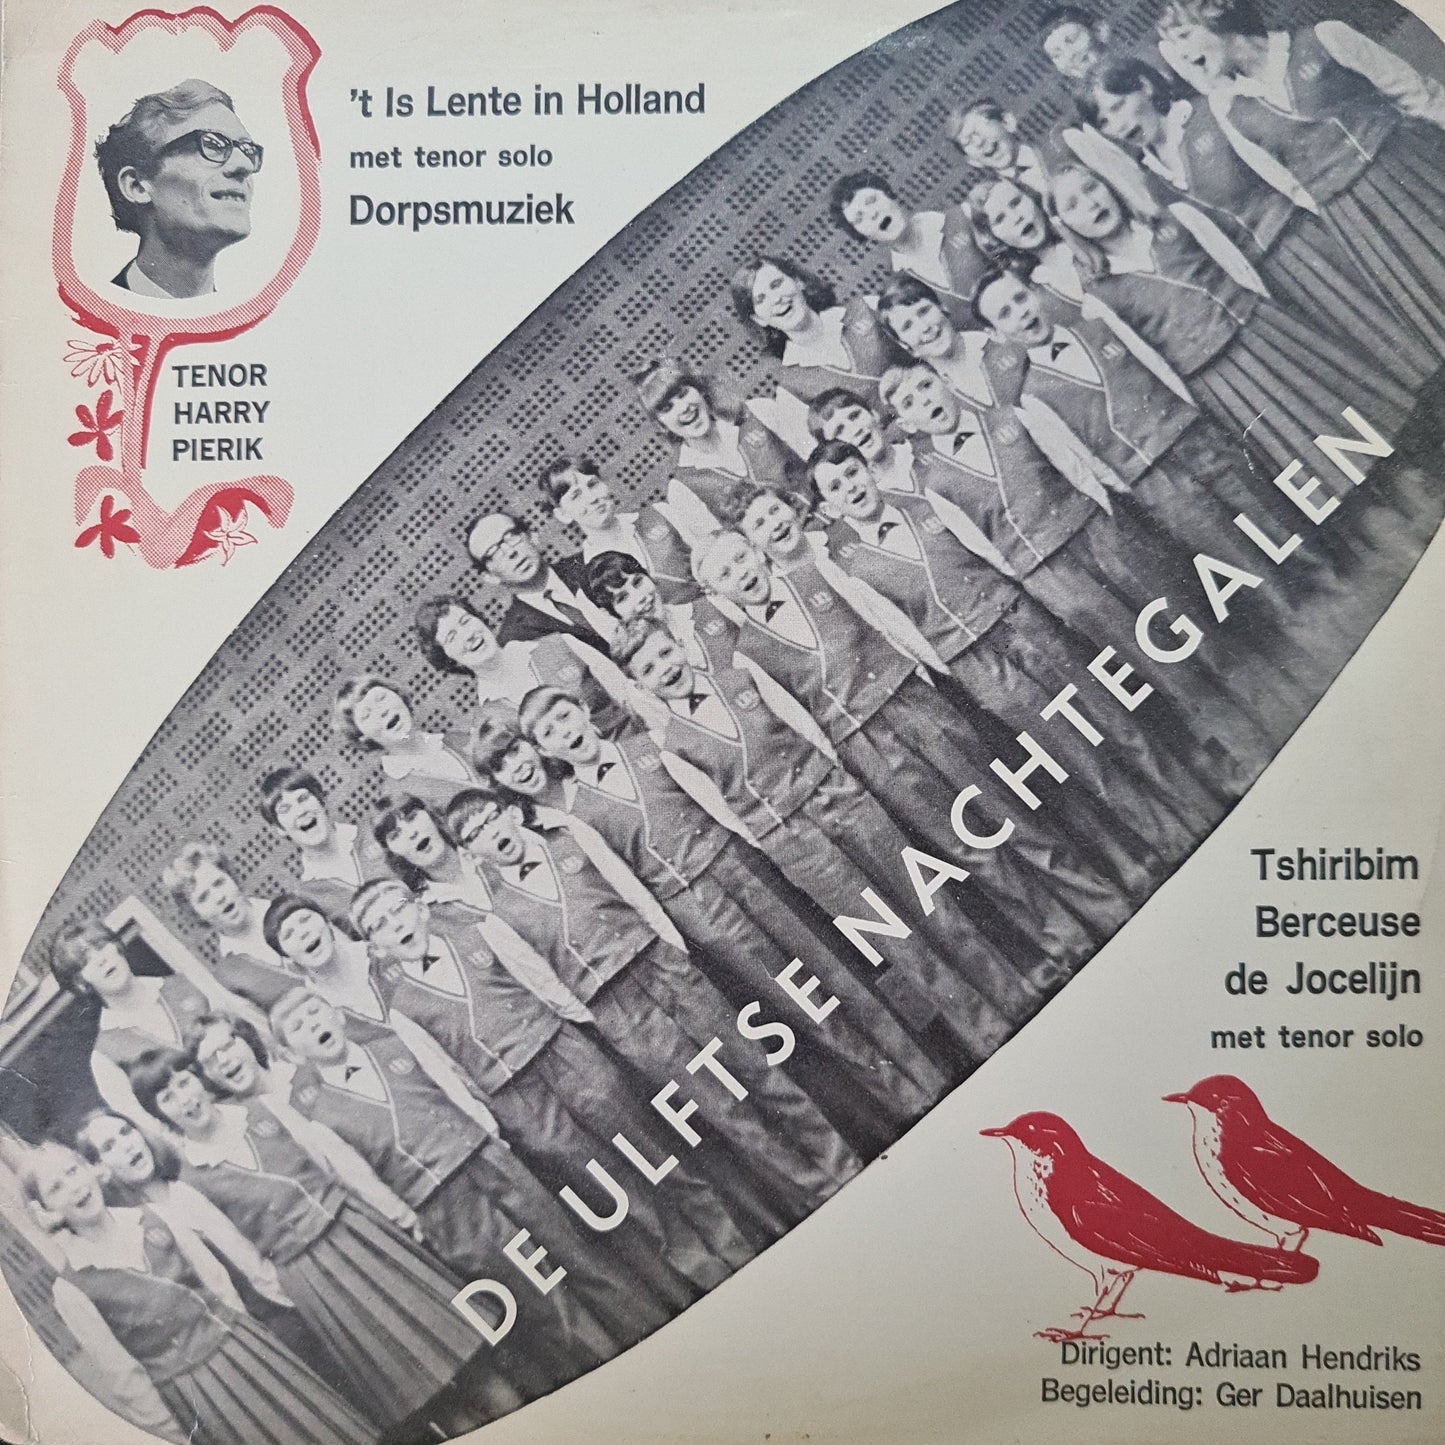 't Is Lente in Holland
met tenor solo
Dorpsmuziek
TENOR
HARRY
PIERIK
DE ULFTSE NACHTEGALEN
Tshiribim
Berceuse
de Jocelijn
met tenor solo
Dirigent: Adriaan Hendriks
Begeleiding: Ger Daalhuisen